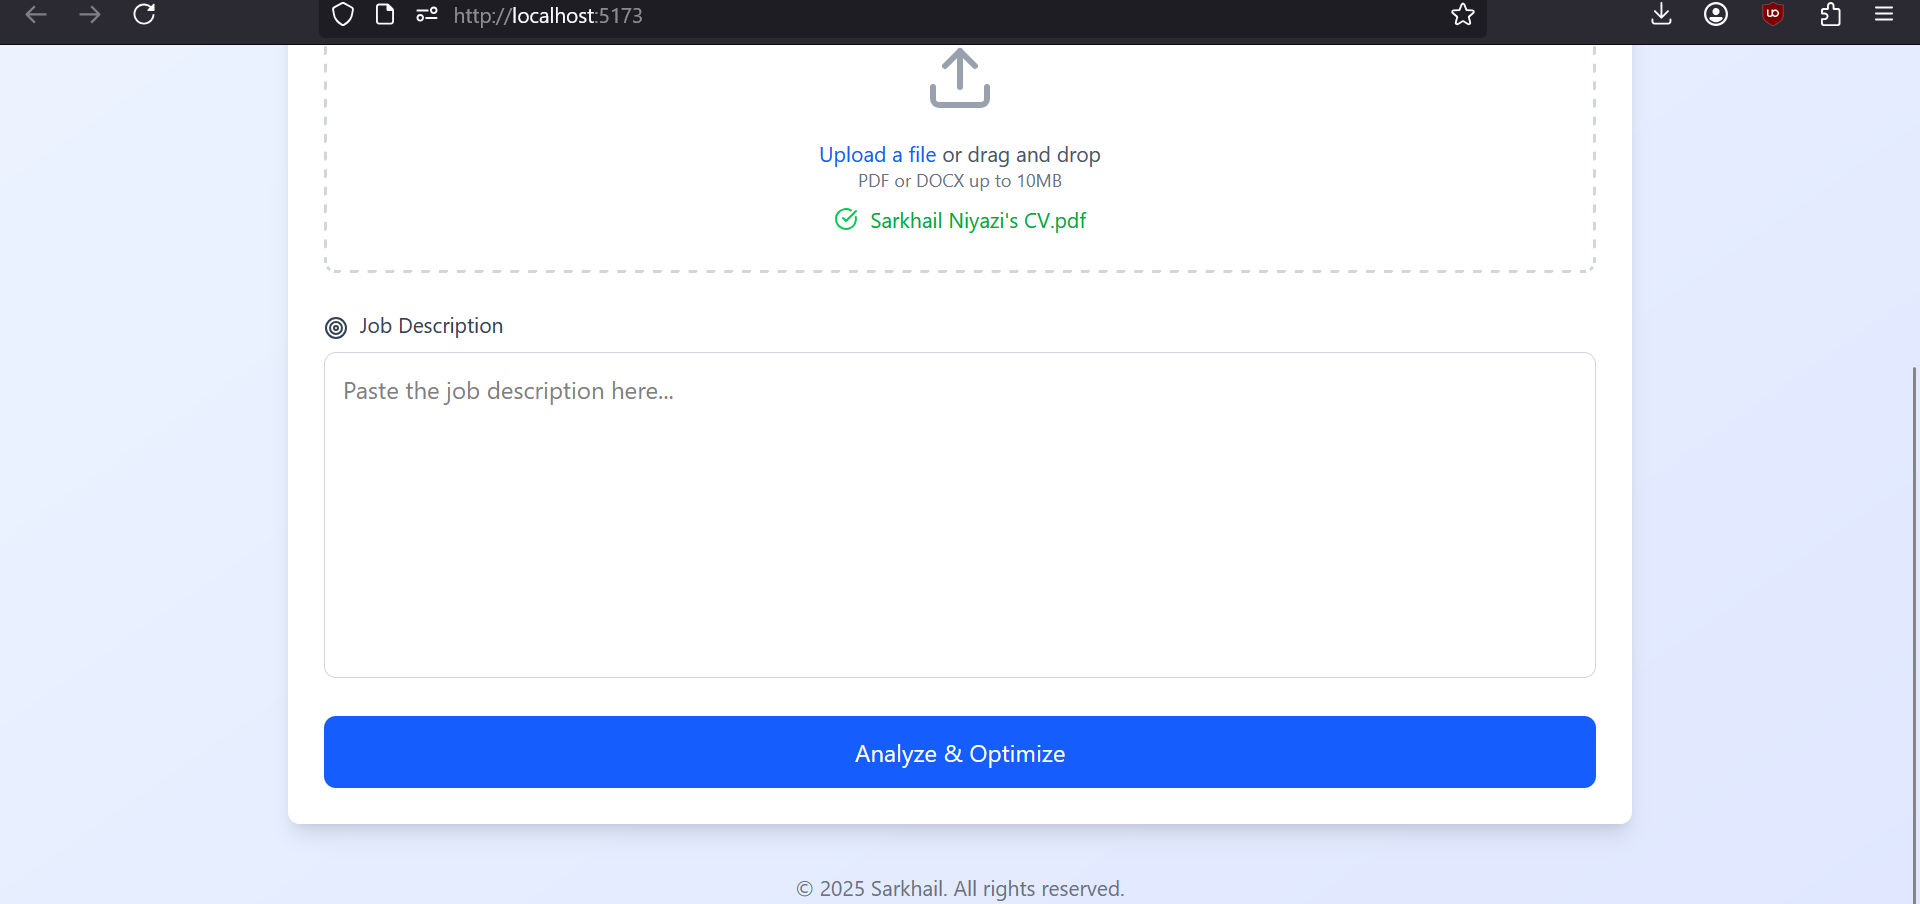 http://localhost:5173
Upload a file or drag and drop
PDF or DOCX up to 10MB
Sarkhail Niyazi's CV.pdf
Job Description
Paste the job description here...
Analyze & Optimize
© 2025 Sarkhail. All rights reserved.